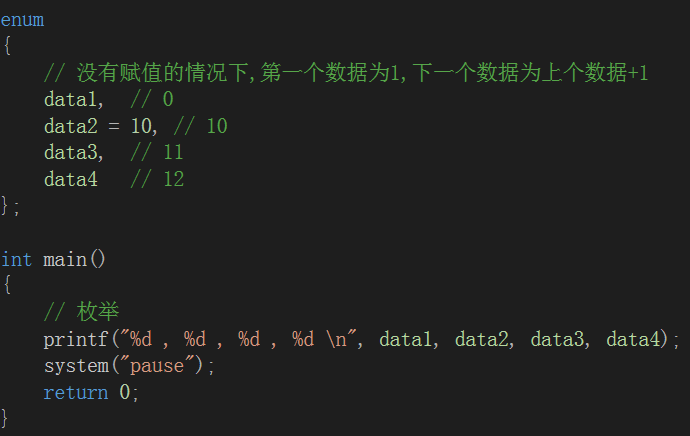 enum
{
    // 没有赋值的情况下,第一个数据为1,下一个数据为上个数据+1
    data1,  // 0
    data2 = 10, // 10
    data3,  // 11
    data4   // 12
};
int main()
{
    // 枚举
    printf("%d , %d , %d , %d \n", data1, data2, data3, data4);
    system("pause");
    return 0;
}